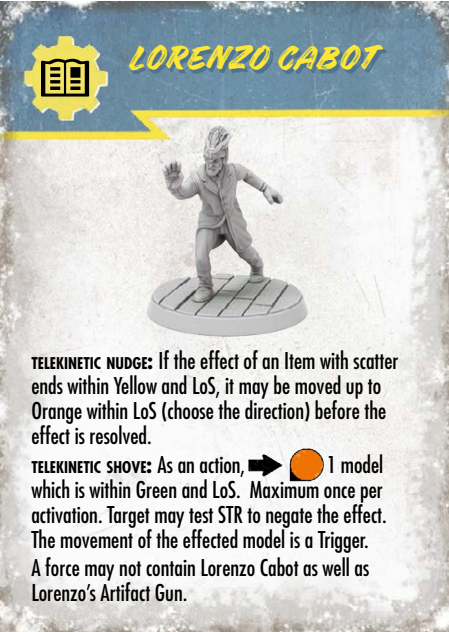 LORENZO CABOT
TELEKINETIC NUDGE: If the effect of an Item with scatter
ends within Yellow and LoS, it may be moved up to
Orange within LoS (choose the direction) before the
effect is resolved.
TELEKINETIC SHOVE: As an action, 1 model
which is within Green and LoS. Maximum once per
activation. Target may test STR to negate the effect.
The movement of the effected model is a Trigger.
A force may not contain Lorenzo Cabot as well as
Lorenzo's Artifact Gun.